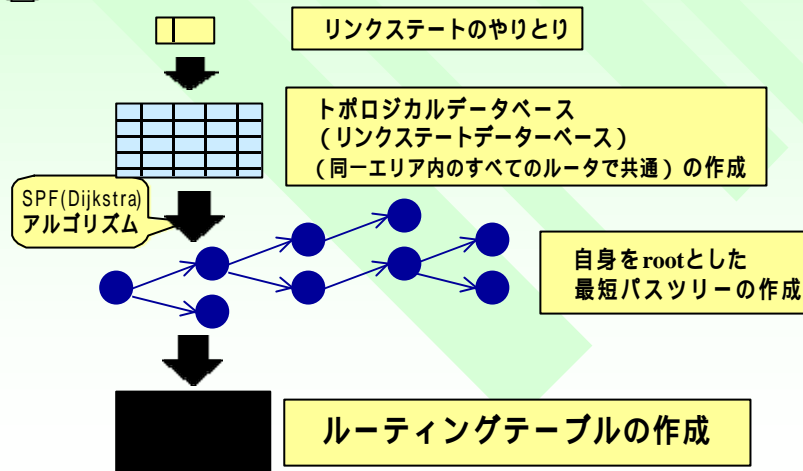 リンクステートのやりとり
トポロジカルデータベース
（リンクステートデーターベース）
（同一エリア内のすべてのルータで共通）の作成
SPF(Dijkstra)
アルゴリズム
自身をrootとした
最短パスツリーの作成
ルーティングテーブルの作成